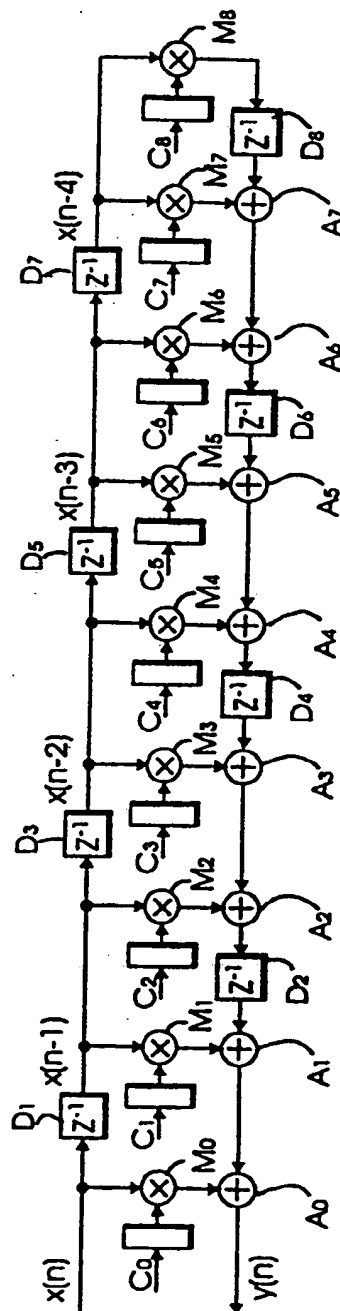 x(n)
D1
x(n-1)
D3
x(n-2)
D5
x(n-3)
D7
x(n-4)
Z-1
Z-1
Z-1
Z-1
C0
M0
C1
M1
C2
M2
C3
M3
C4
M4
C5
M5
C6
M6
C7
M7
C8
M8
Z-1
Z-1
Z-1
Z-1
y(n)
A0
A1
D2
A2
A3
D4
A4
A5
D6
A6
A7
D8